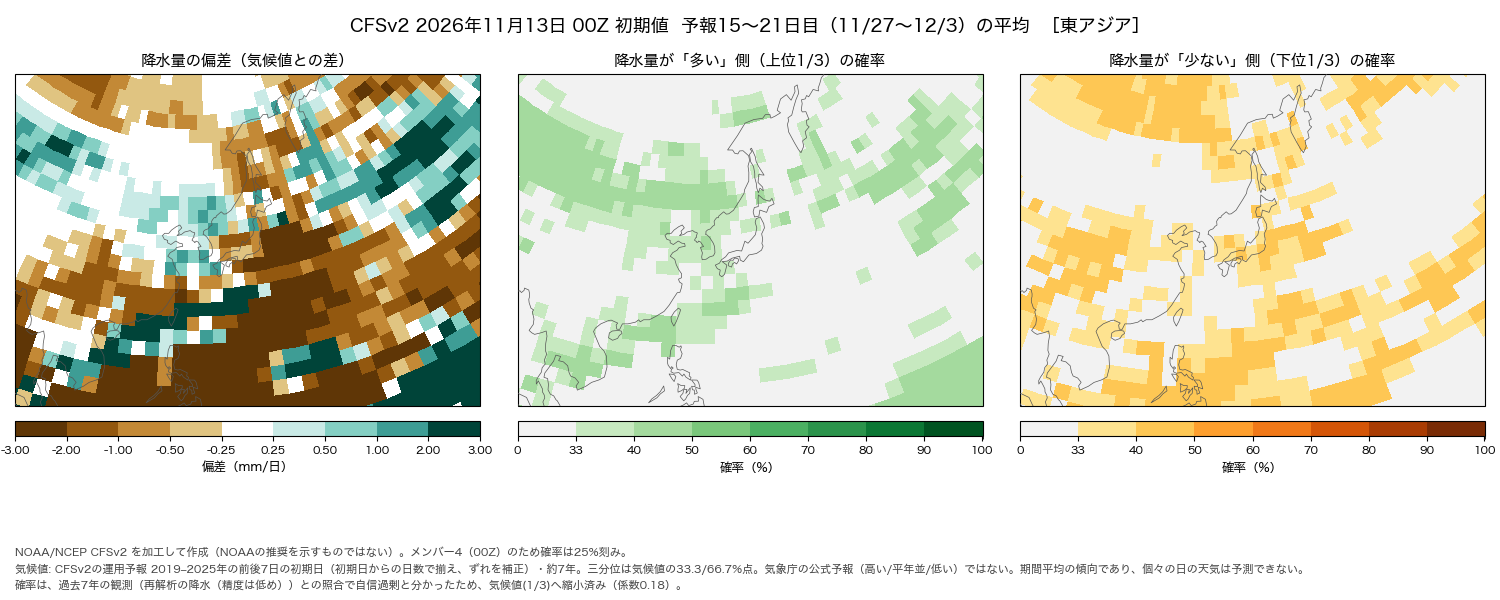 CFSv2 2026年11月13日 00Z 初期値 予報15～21日目（11/27～12/3）の平均 ［東アジア］
降水量の偏差（気候値との差）
降水量が「多い」側（上位1/3）の確率
降水量が「少ない」側（下位1/3）の確率
-3.00 -2.00 -1.00 -0.50 -0.25 0.25 0.50 1.00 2.00 3.00
偏差（mm/日）
0 33 40 50 60 70 80 90 100
確率（%）
0 33 40 50 60 70 80 90 100
確率（%）
NOAA/NCEP CFSv2 を加工して作成（NOAAの推奨を示すものではない）。メンバー4（00Z）のため確率は25%刻み。
気候値: CFSv2の運用予報 2019–2025年の前後7日の初期日（初期日からの日数で揃え、ずれを補正）・約7年。三分位は気候値の33.3/66.7%点。気象庁の公式予報（高い/平年並/低い）ではない。期間平均の傾向であり、個々の日の天気は予測できない。
確率は、過去7年の観測（再解析の降水（精度は低め））との照合で自信過剰と分かったため、気候値(1/3)へ縮小済み（係数0.18）。